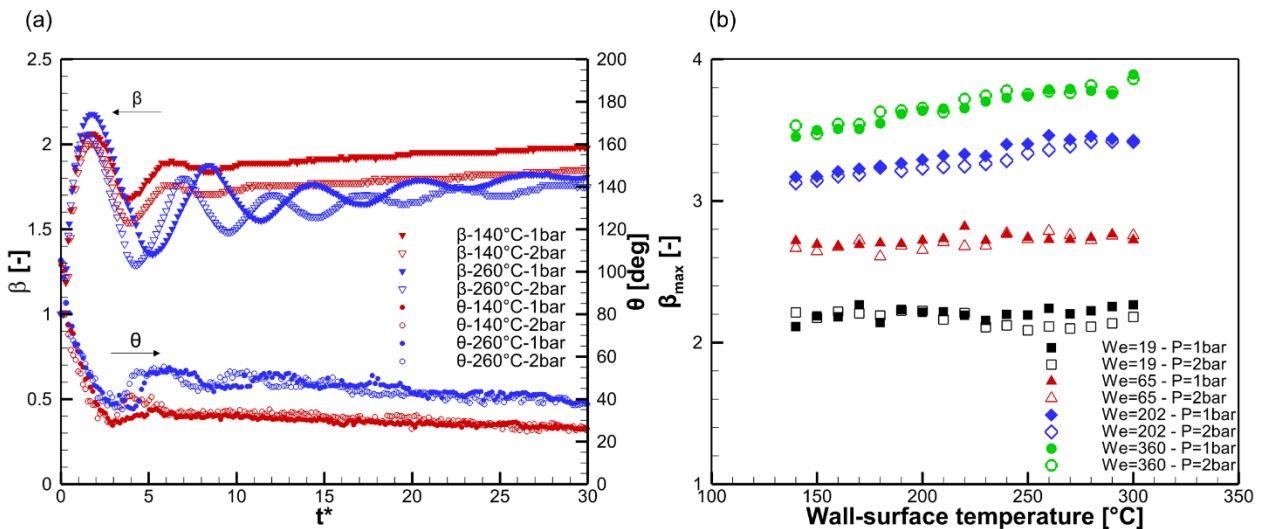 (a)
2.5
2
1.5
1
0.5
0
β [-]
β
θ
200
180
160
140
120
100
80
60
40
20
0
θ [deg]
β-140°C-1bar
β-140°C-2bar
β-260°C-1bar
β-260°C-2bar
θ-140°C-1bar
θ-140°C-2bar
θ-260°C-1bar
θ-260°C-2bar
0 5 10 15 20 25 30
t*
(b)
4
3
2
1
βmax [-]
We=19 - P=1bar
We=19 - P=2bar
We=65 - P=1bar
We=65 - P=2bar
We=202 - P=1bar
We=202 - P=2bar
We=360 - P=1bar
We=360 - P=2bar
100 150 200 250 300 350
Wall-surface temperature [°C]